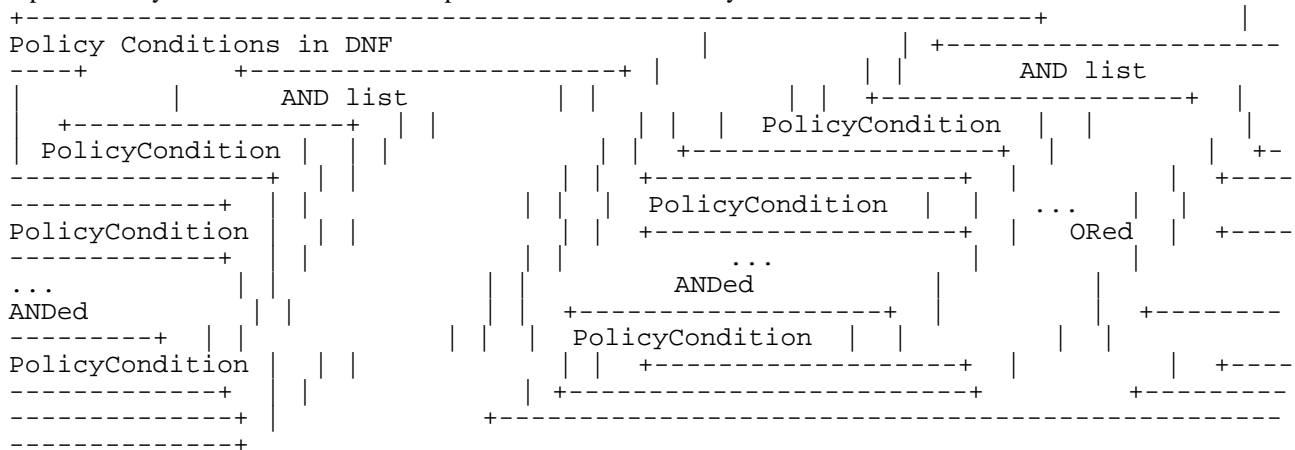 +---------------------------------------------------------------+ |
Policy Conditions in DNF | | +---------------------
----+ +-----------------------+ | | | AND list
| | AND list | | | | +-------------------+ |
| +-----------------+ | | | | | PolicyCondition | | |
| PolicyCondition | | | | | +-------------------+ | | +-
----------------+ | | | | +-------------------+ | | +----
-------------+ | | | | | PolicyCondition | | ... | |
PolicyCondition | | | | | +-------------------+ | ORed | +----
-------------+ | | | | ... | |
... | | | | ANDed | |
ANDed | | | | +-------------------+ | | +--------
---------+ | | | | | PolicyCondition | | | |
PolicyCondition | | | | | +-------------------+ | | +----
-------------+ | | | +-------------------------+ +---------
--------------+ | +-------------------------------------------------
--------------+